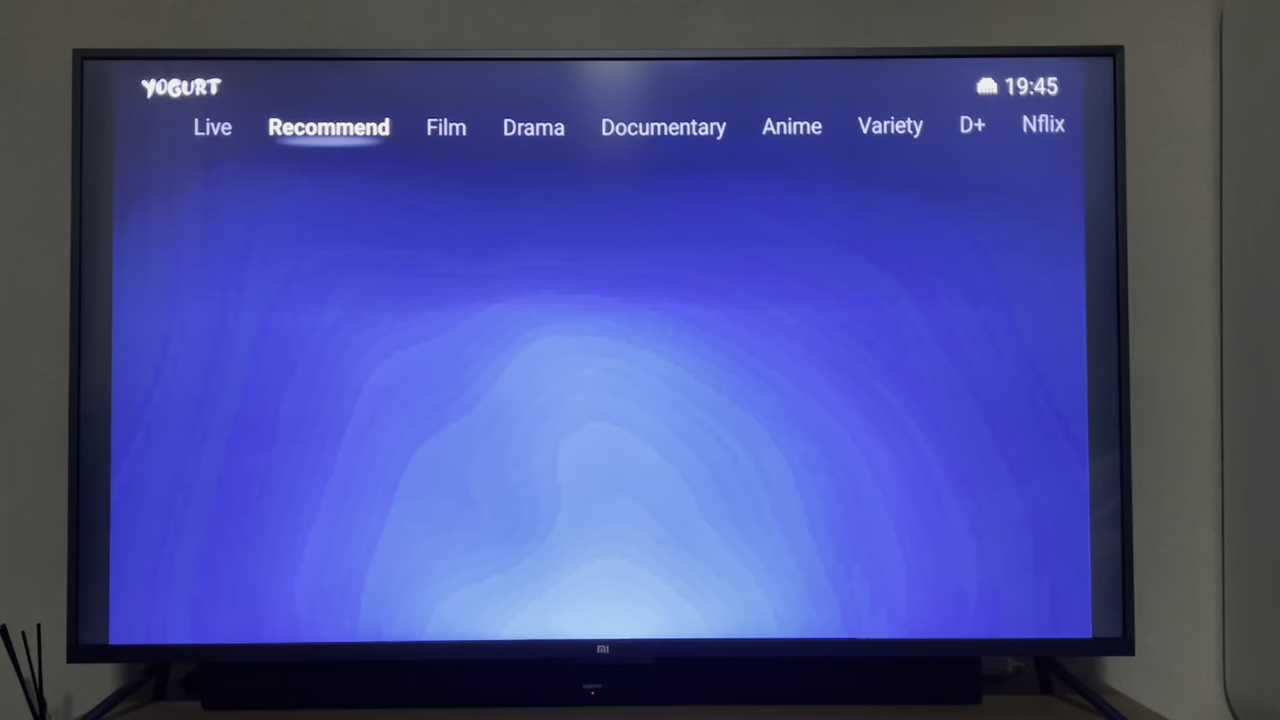 YOGURT 19:45
Live Recommend Film Drama Documentary Anime Variety D+ Nflix
mi